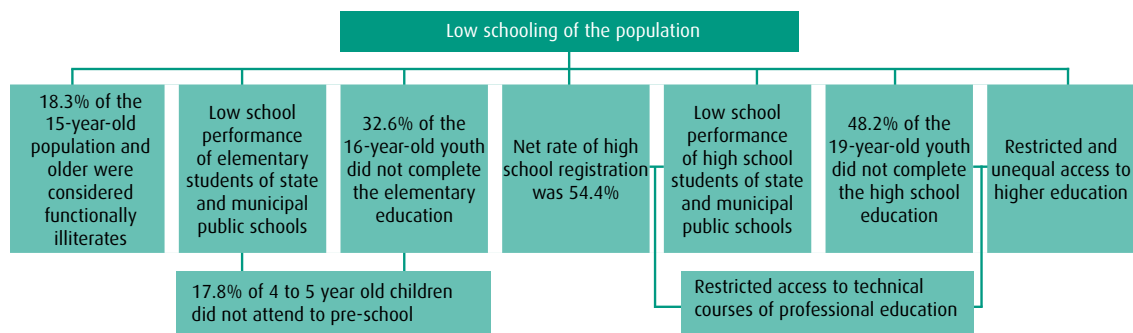 Low schooling of the population
18.3% of the
15-year-old
population and
older were
considered
functionally
illiterates
Low school
performance
of elementary
students of state
and municipal
public schools
32.6% of the
16-year-old youth
did not complete
the elementary
education
Net rate of high
school registration
was 54.4%
Low school
performance
of high school
students of state
and municipal
public schools
48.2% of the
19-year-old youth
did not complete
the high school
education
Restricted and
unequal access to
higher education
17.8% of 4 to 5 year old children
did not attend to pre-school
Restricted access to technical
courses of professional education